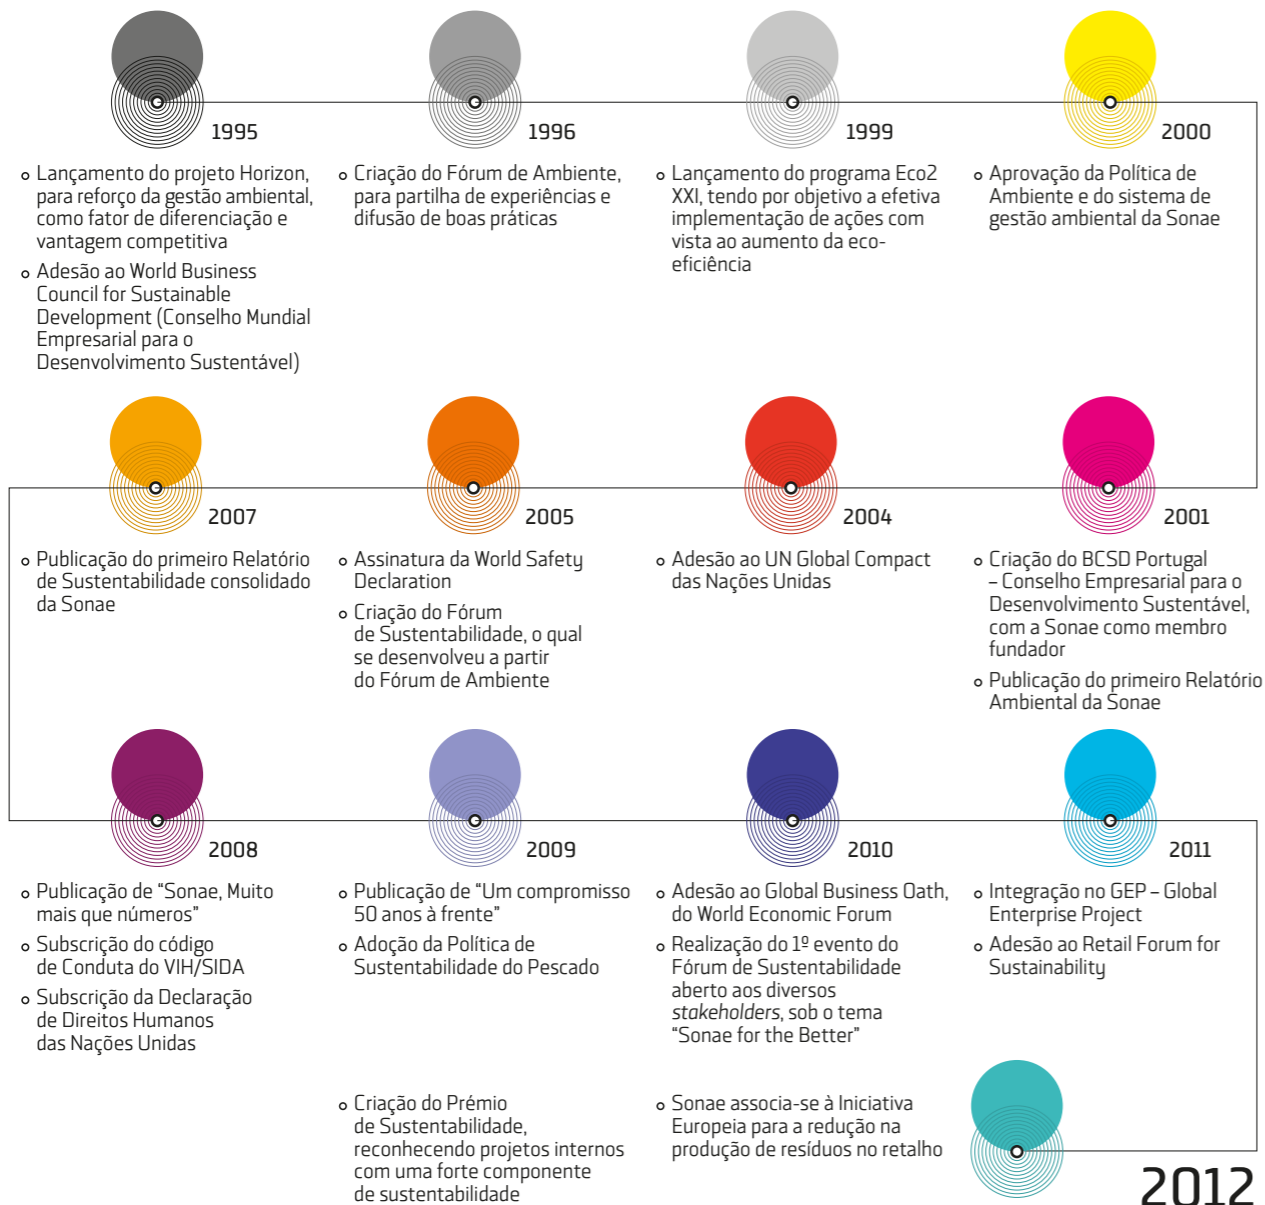 1995
Lançamento do projeto Horizon,
para reforço da gestão ambiental,
como fator de diferenciação e
vantagem competitiva
Adesão ao World Business
Council for Sustainable
Development (Conselho Mundial
Empresarial para o
Desenvolvimento Sustentável)
1996
Criação do Fórum de Ambiente,
para partilha de experiências e
difusão de boas práticas
1999
Lançamento do programa Eco2
XXI, tendo por objetivo a efetiva
implementação de ações com
vista ao aumento da eco-
eficiência
2000
Aprovação da Política de
Ambiente e do sistema de
gestão ambiental da Sonae
2001
Criação do BCSD Portugal
– Conselho Empresarial para o
Desenvolvimento Sustentável,
com a Sonae como membro
fundador
Publicação do primeiro Relatório
Ambiental da Sonae
2004
Adesão ao UN Global Compact
das Nações Unidas
2005
Assinatura da World Safety
Declaration
Criação do Fórum
de Sustentabilidade, o qual
se desenvolveu a partir
do Fórum de Ambiente
2007
Publicação do primeiro Relatório
de Sustentabilidade consolidado
da Sonae
2008
Publicação de “Sonae, Muito
mais que números”
Subscrição do código
de Conduta do VIH/SIDA
Subscrição da Declaração
de Direitos Humanos
das Nações Unidas
2009
Publicação de “Um compromisso
50 anos à frente”
Adoção da Política de
Sustentabilidade do Pescado
2010
Adesão ao Global Business Oath,
do World Economic Forum
Realização do 1º evento do
Fórum de Sustentabilidade
aberto aos diversos
stakeholders, sob o tema
“Sonae for the Better”
2011
Integração no GEP – Global
Enterprise Project
Adesão ao Retail Forum for
Sustainability
2012
Sonae associa-se à Iniciativa
Europeia para a redução na
produção de resíduos no retalho
Criação do Prémio
de Sustentabilidade,
reconhecendo projetos internos
com uma forte componente
de sustentabilidade